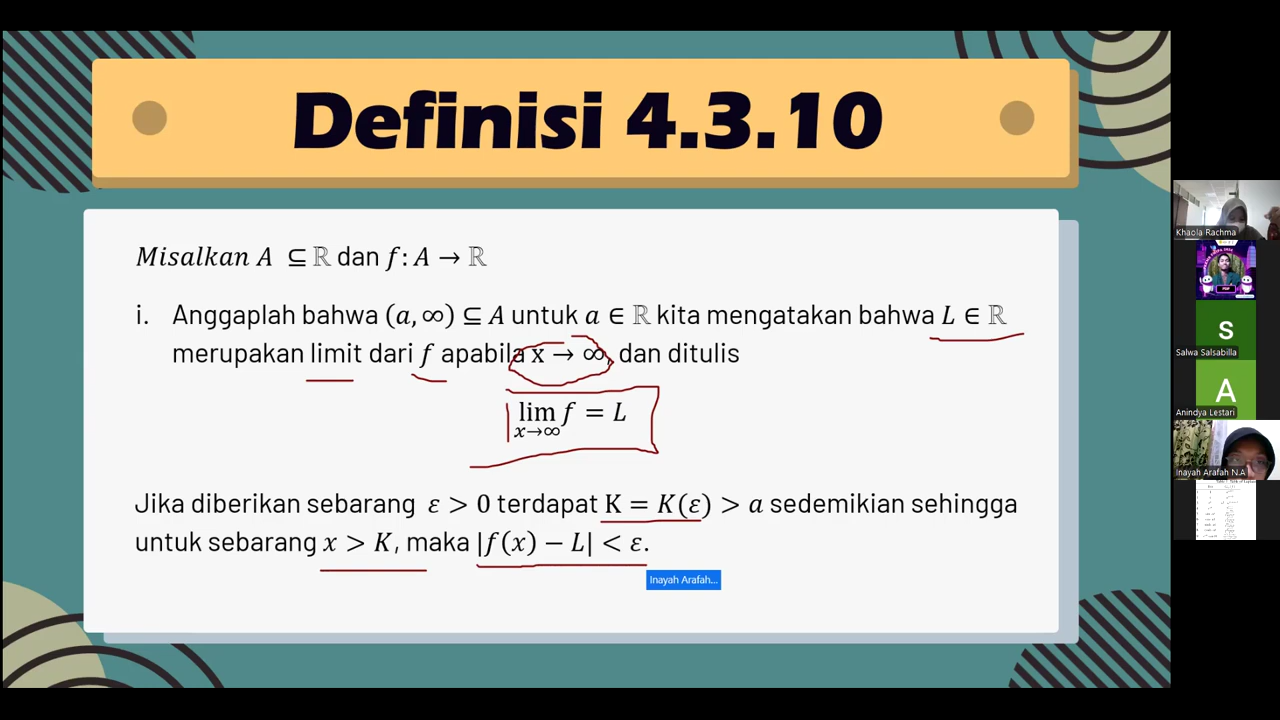 Definisi 4.3.10
Misalkan A ⊆ ℝ dan f: A → ℝ
i. Anggaplah bahwa (a, ∞) ⊆ A untuk a ∈ ℝ kita mengatakan bahwa L ∈ ℝ
merupakan limit dari f apabila x → ∞, dan ditulis
lim f = L
x→∞
Jika diberikan sebarang ε > 0 terdapat K = K(ε) > a sedemikian sehingga
untuk sebarang x > K, maka |f(x) − L| < ε.
Inayah Arafah...
Khaola Rachma
S
Salwa Salsabilla
A
Anindya Lestari
Inayah Arafah N.A